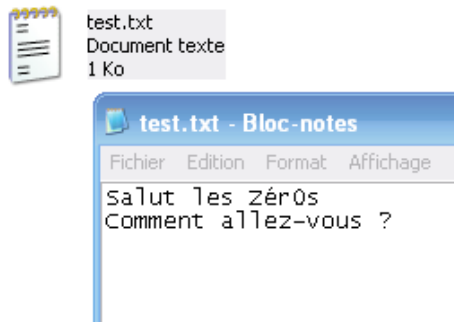 test.txt
Document texte
1 Ko
test.txt - Bloc-notes
Fichier Edition Format Affichage
Salut les Zér0s
Comment allez-vous ?